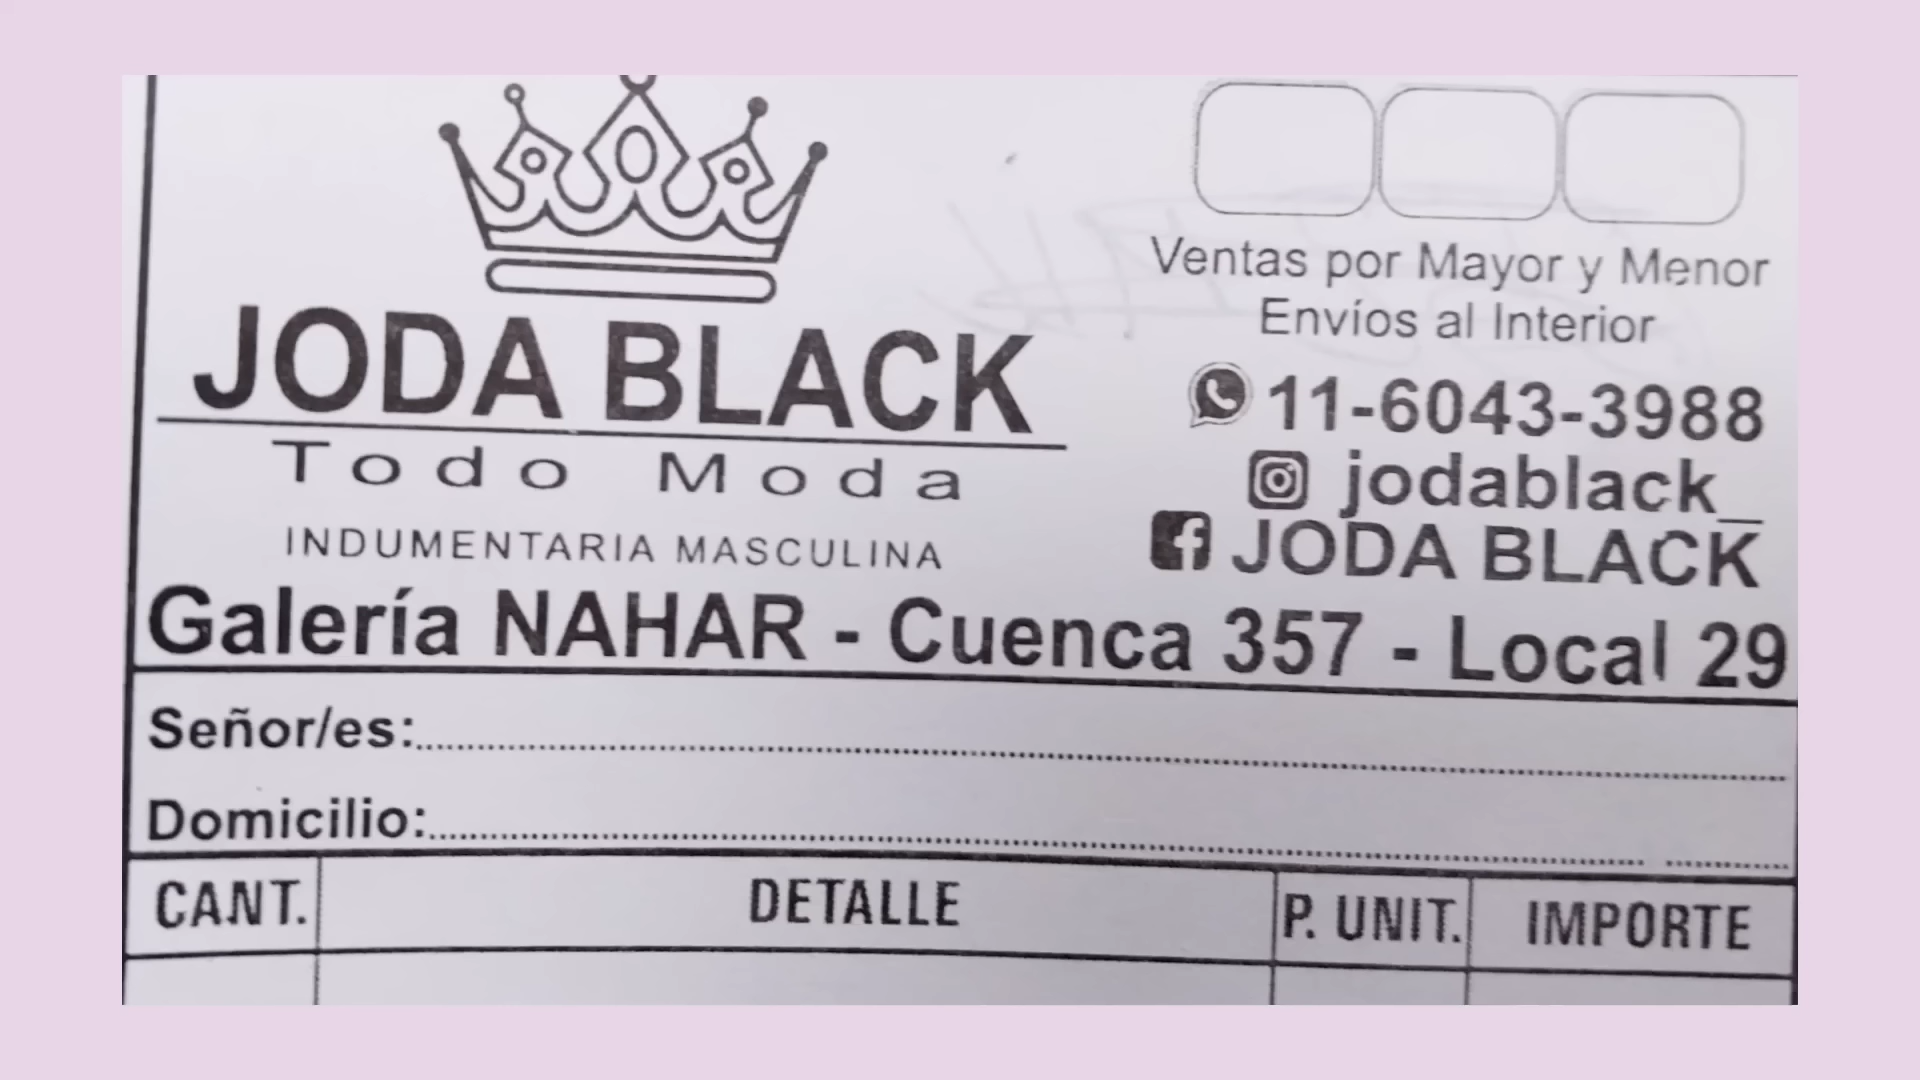 JODA BLACK
Todo Moda
INDUMENTARIA MASCULINA
Ventas por Mayor y Menor
Envíos al Interior
11-6043-3988
jodablack_
JODA BLACK
Galería NAHAR - Cuenca 357 - Local 29
Señor/es:
Domicilio:
CANT. DETALLE P. UNIT. IMPORTE